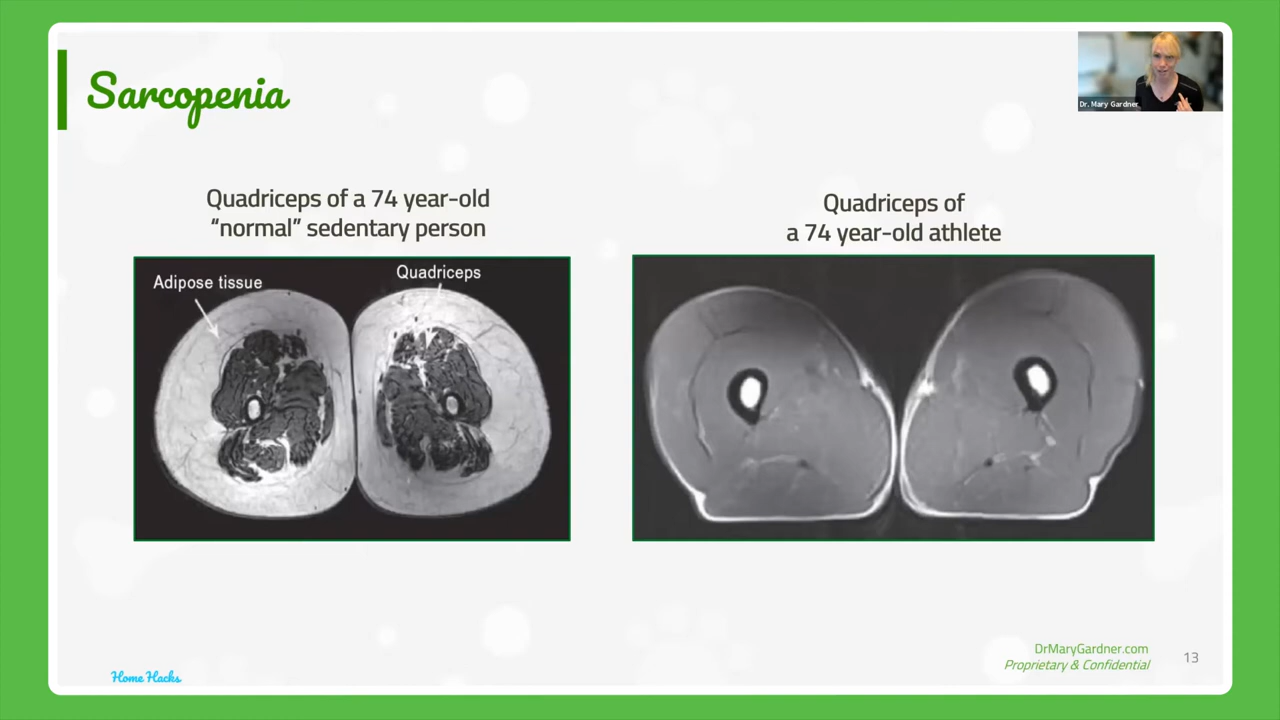 Sarcopenia
Dr. Mary Gardner
Quadriceps of a 74 year-old
“normal” sedentary person
Quadriceps of
a 74 year-old athlete
Adipose tissue
Quadriceps
DrMaryGardner.com
Proprietary & Confidential
13
Home Hacks